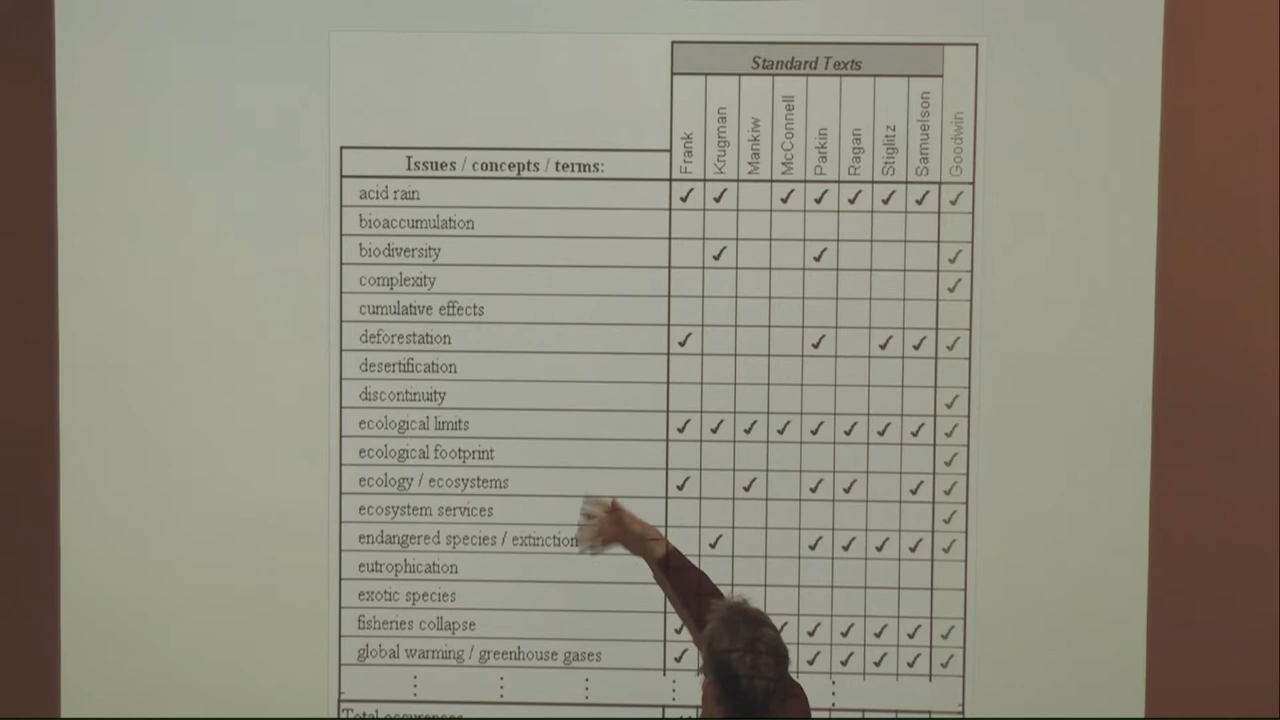 Standard Texts
Frank Krugman Mankiw McConnell Parkin Ragan Stiglitz Samuelson Goodwin
Issues / concepts / terms:
acid rain ✓ ✓ ✓ ✓ ✓ ✓ ✓ ✓
bioaccumulation
biodiversity ✓ ✓ ✓
complexity ✓
cumulative effects
deforestation ✓ ✓ ✓ ✓ ✓
desertification
discontinuity ✓
ecological limits ✓ ✓ ✓ ✓ ✓ ✓ ✓ ✓ ✓
ecological footprint ✓
ecology / ecosystems ✓ ✓ ✓ ✓ ✓ ✓
ecosystem services ✓
endangered species / extinction ✓ ✓ ✓ ✓ ✓ ✓
eutrophication
exotic species
fisheries collapse ✓ ✓ ✓ ✓ ✓ ✓ ✓
global warming / greenhouse gases ✓ ✓ ✓ ✓ ✓ ✓
Total occurences